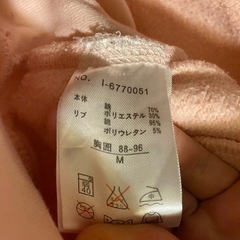 NO. I-6770051
本体 綿 70%
ポリエステル 30%
リブ 綿 95%
ポリウレタン 5%
胸囲 88-96
M
40